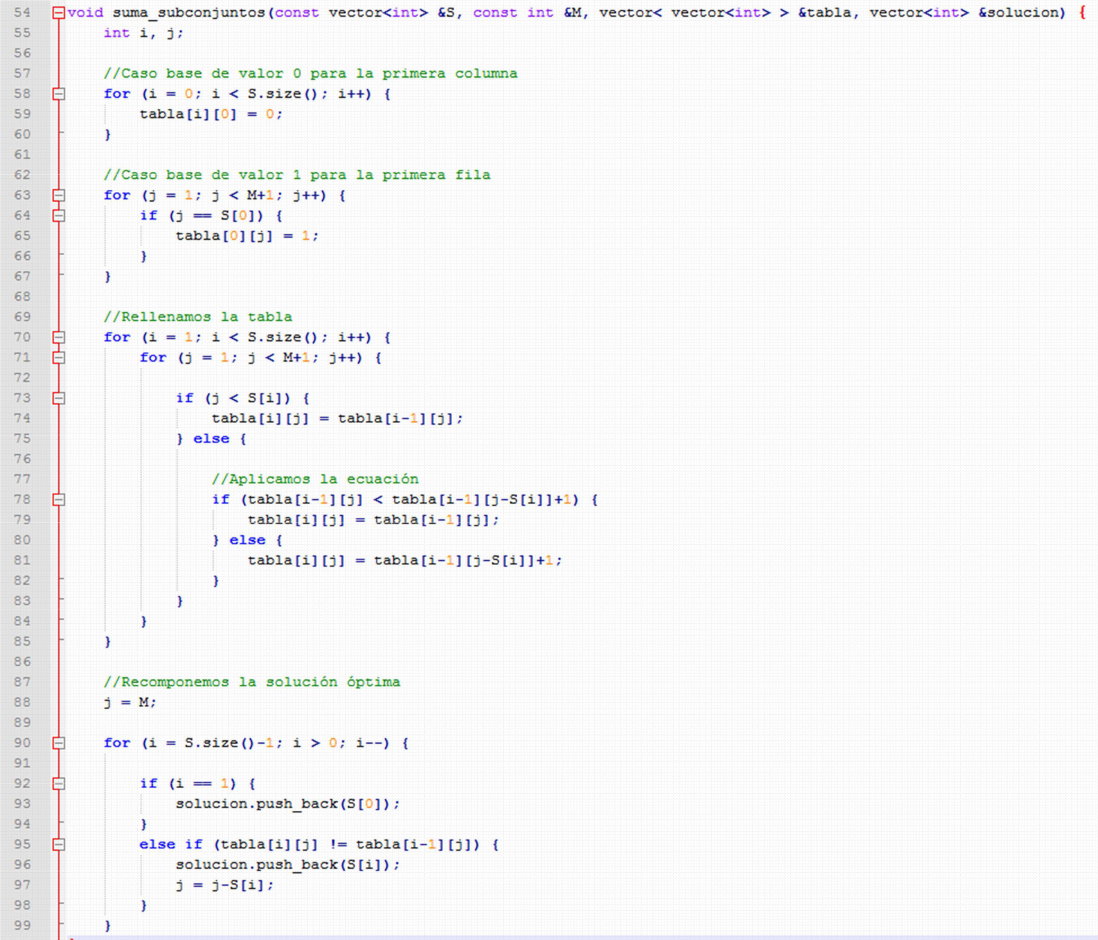 54 void suma_subconjuntos(const vector<int> &S, const int &M, vector< vector<int> > &tabla, vector<int> &solucion) {
55 int i, j;
56
57 //Caso base de valor 0 para la primera columna
58 for (i = 0; i < S.size(); i++) {
59 tabla[i][0] = 0;
60 }
61
62 //Caso base de valor 1 para la primera fila
63 for (j = 1; j < M+1; j++) {
64 if (j == S[0]) {
65 tabla[0][j] = 1;
66 }
67 }
68
69 //Rellenamos la tabla
70 for (i = 1; i < S.size(); i++) {
71 for (j = 1; j < M+1; j++) {
72
73 if (j < S[i]) {
74 tabla[i][j] = tabla[i-1][j];
75 } else {
76
77 //Aplicamos la ecuación
78 if (tabla[i-1][j] < tabla[i-1][j-S[i]]+1) {
79 tabla[i][j] = tabla[i-1][j];
80 } else {
81 tabla[i][j] = tabla[i-1][j-S[i]]+1;
82 }
83 }
84 }
85 }
86
87 //Recomponemos la solución óptima
88 j = M;
89
90 for (i = S.size()-1; i > 0; i--) {
91
92 if (i == 1) {
93 solucion.push_back(S[0]);
94 }
95 else if (tabla[i][j] != tabla[i-1][j]) {
96 solucion.push_back(S[i]);
97 j = j-S[i];
98 }
99 }